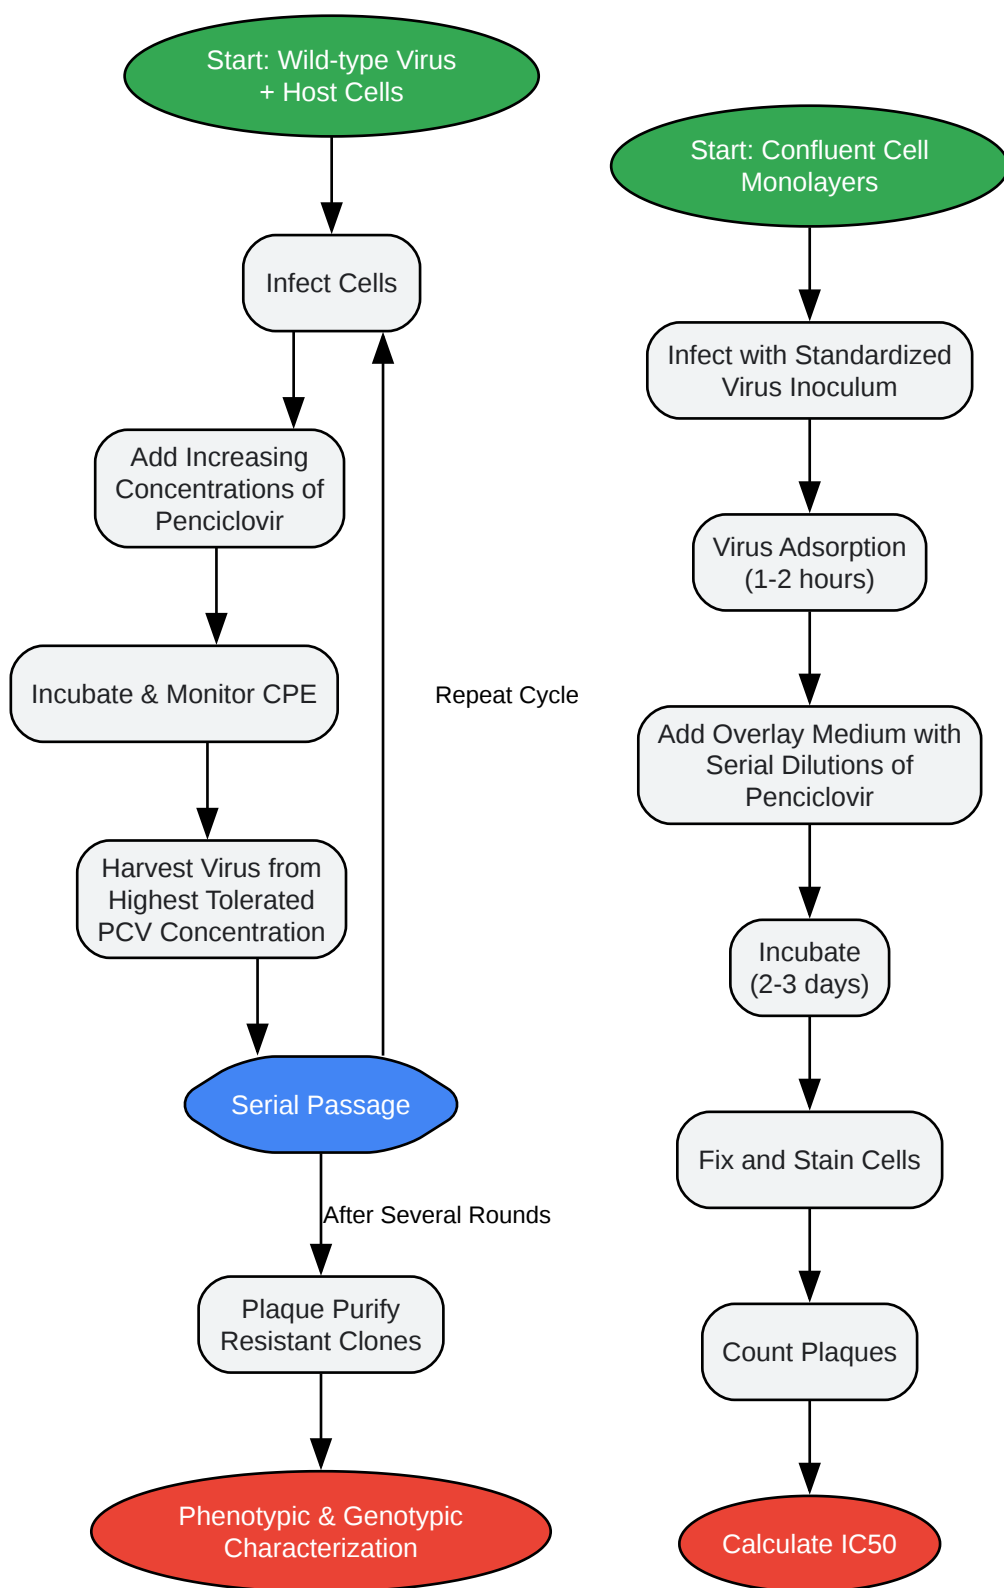 Start: Wild-type Virus
+ Host Cells
Infect Cells
Add Increasing
Concentrations of
Penciclovir
Incubate & Monitor CPE
Repeat Cycle
Harvest Virus from
Highest Tolerated
PCV Concentration
Serial Passage
After Several Rounds
Plaque Purify
Resistant Clones
Phenotypic & Genotypic
Characterization
Start: Confluent Cell
Monolayers
Infect with Standardized
Virus Inoculum
Virus Adsorption
(1-2 hours)
Add Overlay Medium with
Serial Dilutions of
Penciclovir
Incubate
(2-3 days)
Fix and Stain Cells
Count Plaques
Calculate IC50